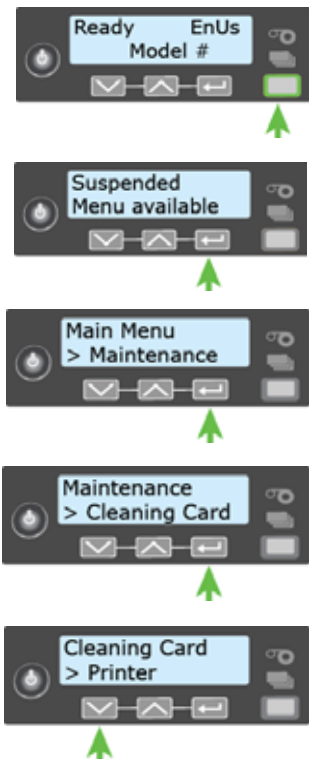 Ready EnUs
Model #
Suspended
Menu available
Main Menu
> Maintenance
Maintenance
> Cleaning Card
Cleaning Card
> Printer